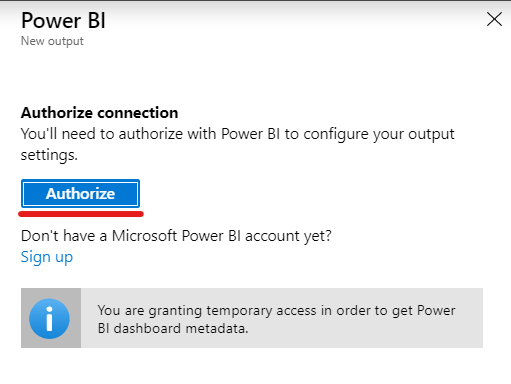 Power BI
New output
Authorize connection
You'll need to authorize with Power BI to configure your output
settings.
Authorize
Don't have a Microsoft Power BI account yet?
Sign up
You are granting temporary access in order to get Power
BI dashboard metadata.